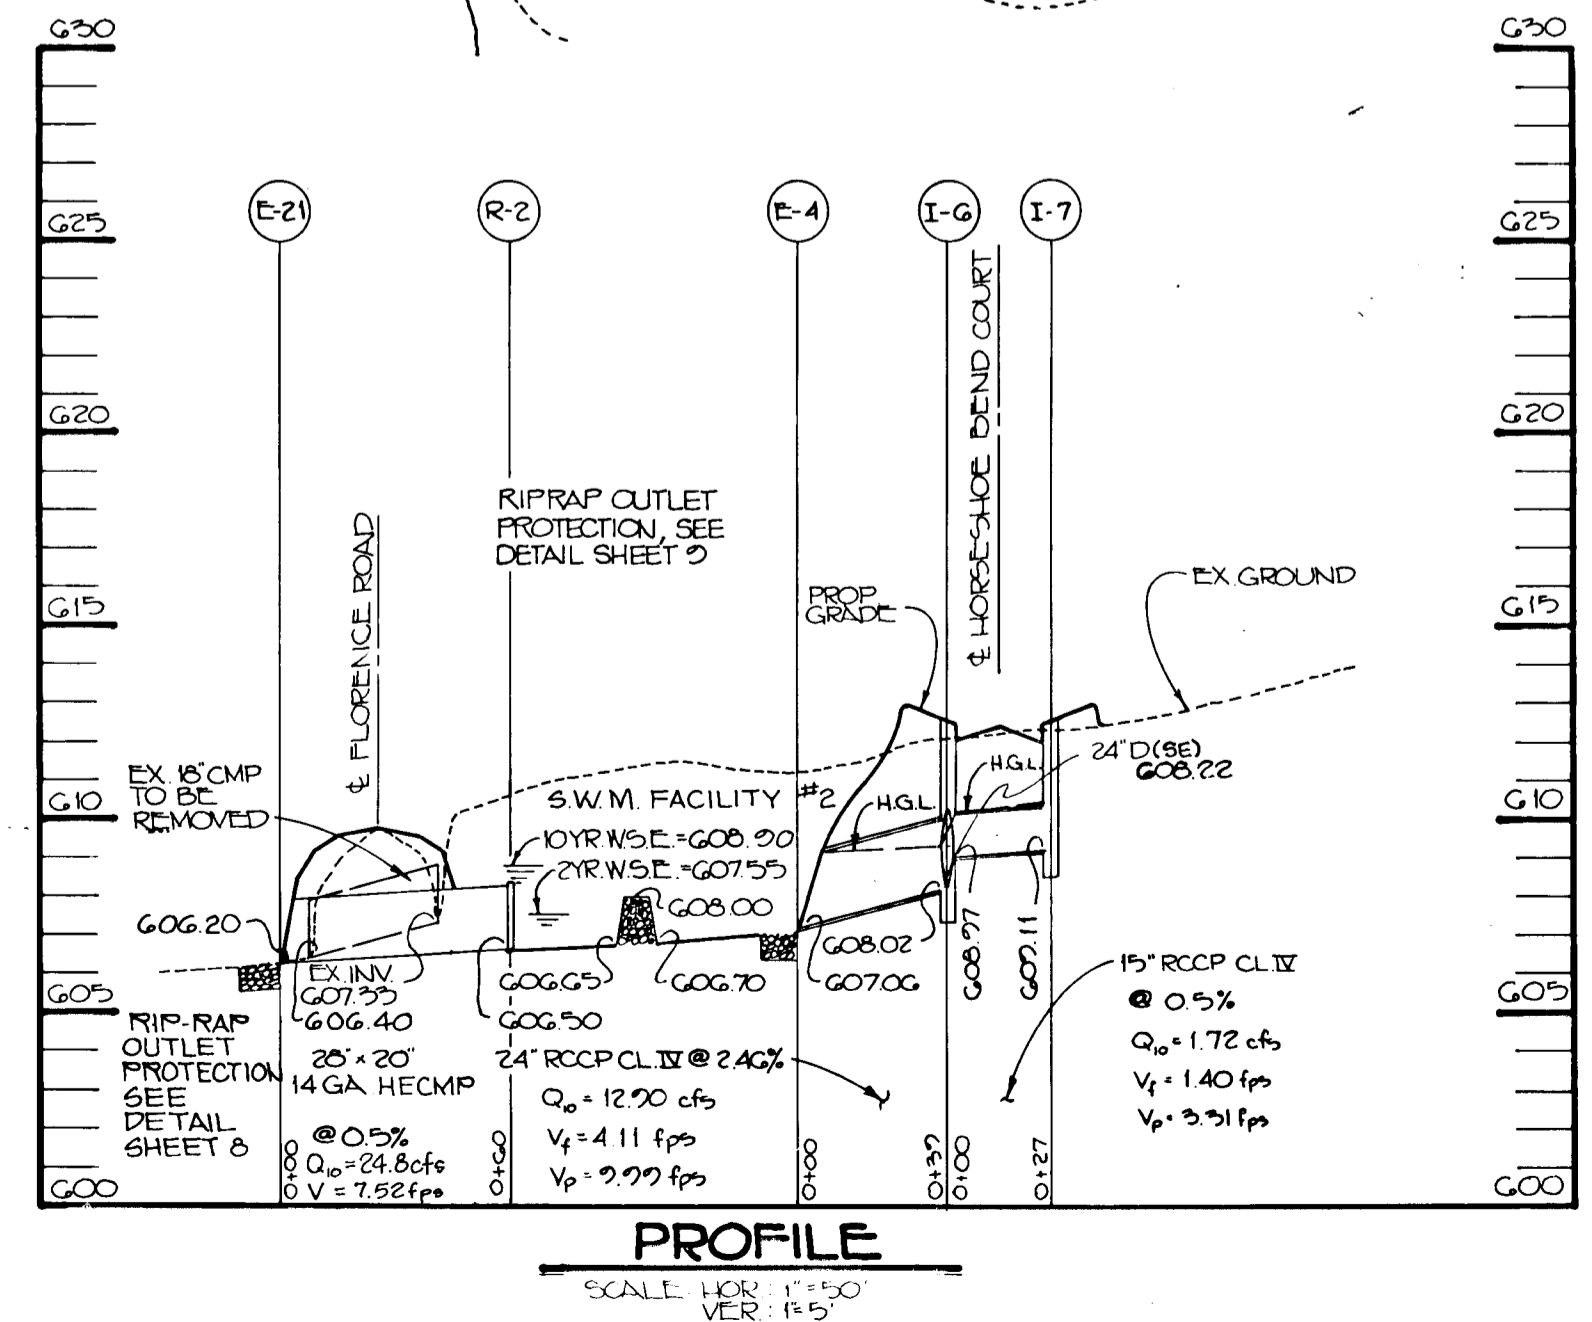 630
630
E-21
R-2
E-4
I-6
I-7
625
625
℄ HORSESHOE BEND COURT
620
620
RIPRAP OUTLET
PROTECTION, SEE
DETAIL SHEET 9
℄ FLORENCE ROAD
EX. GROUND
PROP.
GRADE
615
615
EX. 18" CMP
TO BE
REMOVED
24" D (SE)
608.22
H.G.L.
S.W.M. FACILITY #2
H.G.L.
610
610
10YR.W.S.E.=608.90
2YR.W.S.E.=607.55
608.00
606.20
608.02
608.97
609.11
EX. INV.
607.33
606.65
606.70
607.06
15" RCCP CL. IV
@ 0.5%
Q10 = 1.72 cfs
Vf = 1.40 fps
Vp = 3.31 fps
605
605
606.40
606.50
RIP-RAP
OUTLET
PROTECTION
SEE
DETAIL
SHEET 8
28" x 20"
14 GA HECMP
@ 0.5%
Q10 = 24.8 cfs
V = 7.52 fps
24" RCCP CL. IV @ 2.46%
Q10 = 12.90 cfs
Vf = 4.11 fps
Vp = 9.99 fps
0+00
0+60
0+00
0+39
0+00
0+27
600
600
PROFILE
SCALE HOR.: 1"=50'
VER.: 1"=5'